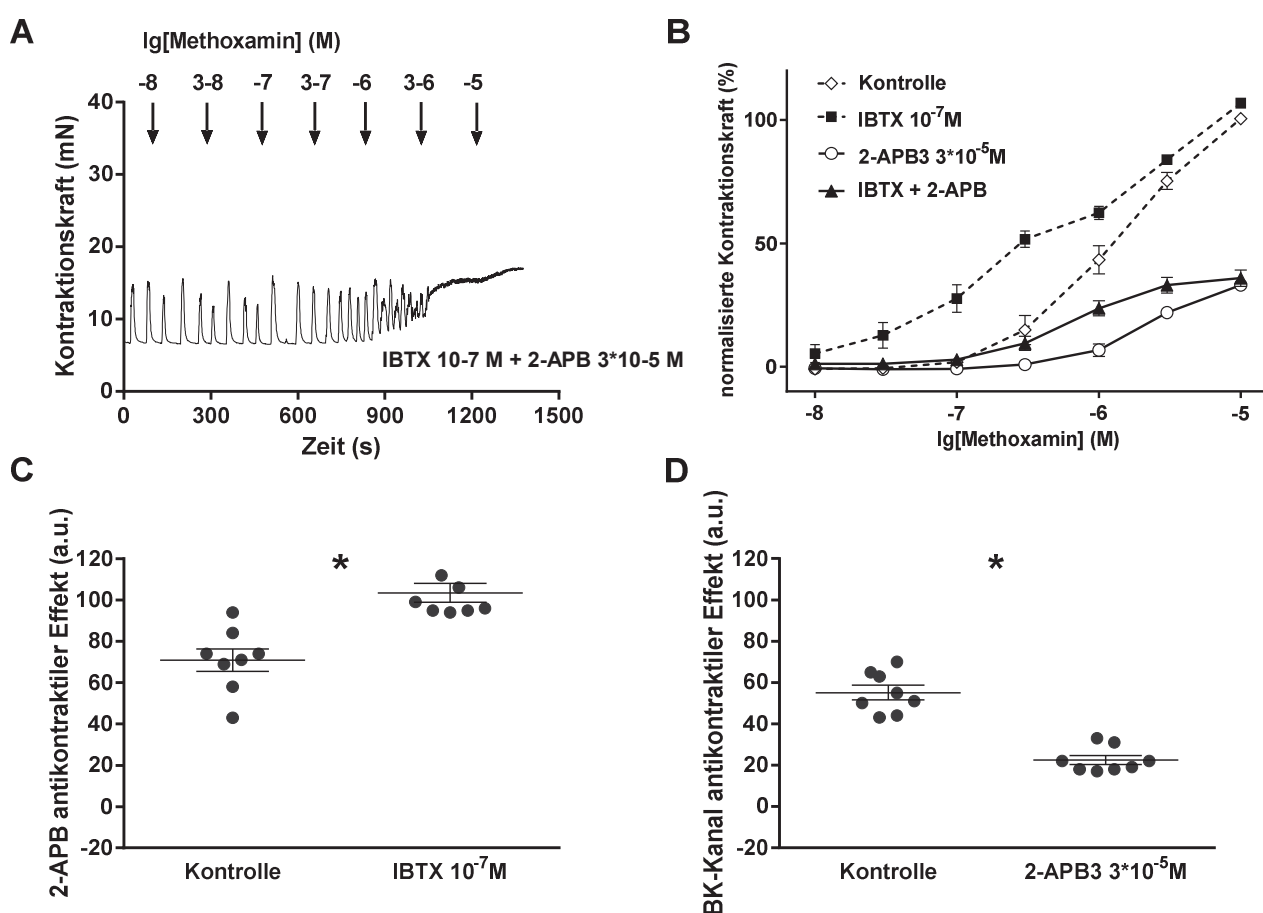 A
lg[Methoxamin] (M)
-8 3-8 -7 3-7 -6 3-6 -5
Kontraktionskraft (mN)
40
30
20
10
0
IBTX 10-7 M + 2-APB 3*10-5 M
0 300 600 900 1200 1500
Zeit (s)
B
normalisierte Kontraktionskraft (%)
Kontrolle
IBTX 10-7M
2-APB3 3*10-5M
IBTX + 2-APB
100
50
0
-8 -7 -6 -5
lg[Methoxamin] (M)
C
2-APB antikontraktiler Effekt (a.u.)
120
100
80
60
40
20
0
-20
*
Kontrolle IBTX 10-7M
D
BK-Kanal antikontraktiler Effekt (a.u.)
120
100
80
60
40
20
0
-20
*
Kontrolle 2-APB3 3*10-5M